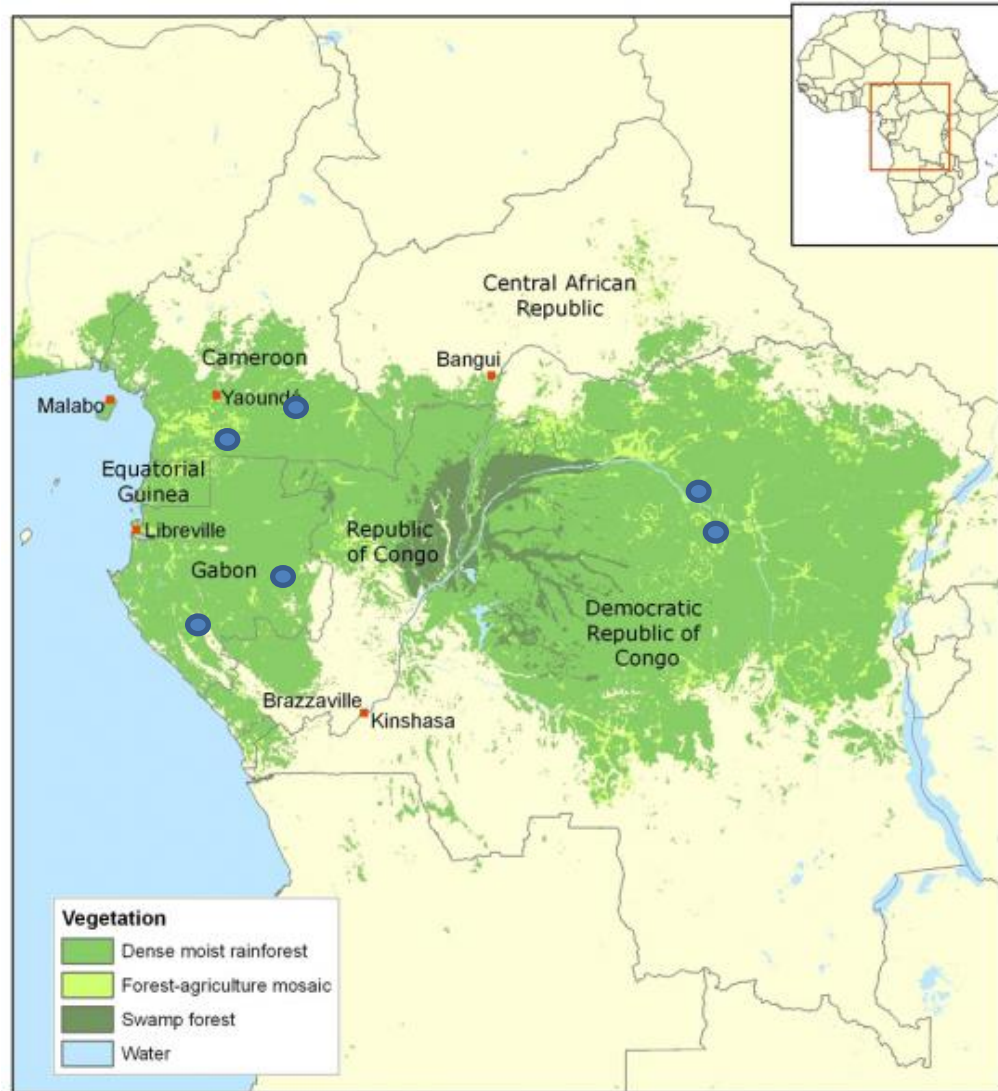 Central African
Republic
Cameroon
Bangui
Yaoundé
Malabo
Equatorial
Guinea
Libreville
Republic
of Congo
Gabon
Democratic
Republic of
Congo
Brazzaville
Kinshasa
Vegetation
Dense moist rainforest
Forest-agriculture mosaic
Swamp forest
Water